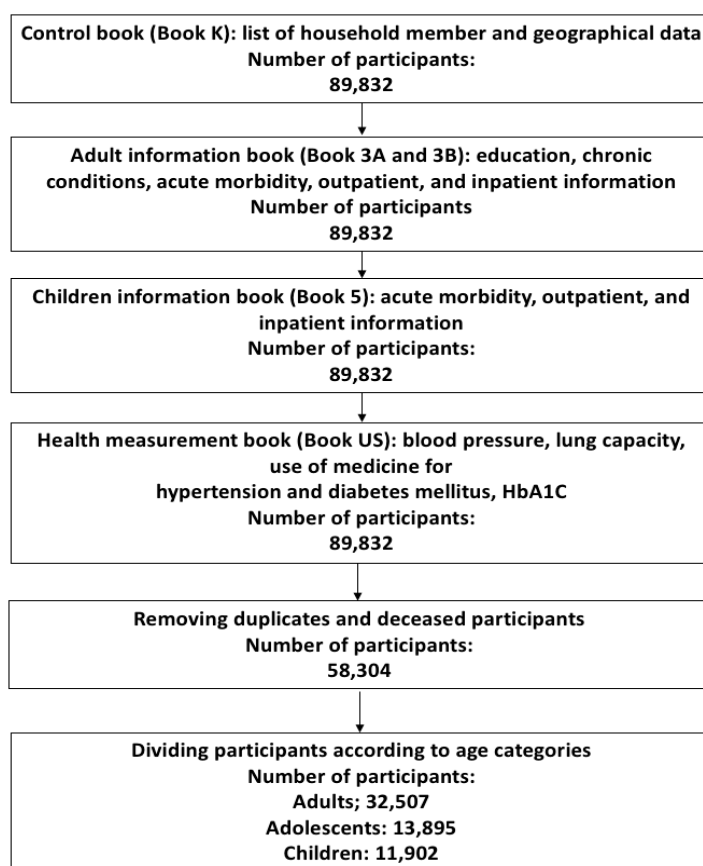 Control book (Book K): list of household member and geographical data
Number of participants:
89,832
Adult information book (Book 3A and 3B): education, chronic
conditions, acute morbidity, outpatient, and inpatient information
Number of participants
89,832
Children information book (Book 5): acute morbidity, outpatient, and
inpatient information
Number of participants:
89,832
Health measurement book (Book US): blood pressure, lung capacity,
use of medicine for
hypertension and diabetes mellitus, HbA1C
Number of participants:
89,832
Removing duplicates and deceased participants
Number of participants:
58,304
Dividing participants according to age categories
Number of participants:
Adults; 32,507
Adolescents: 13,895
Children: 11,902